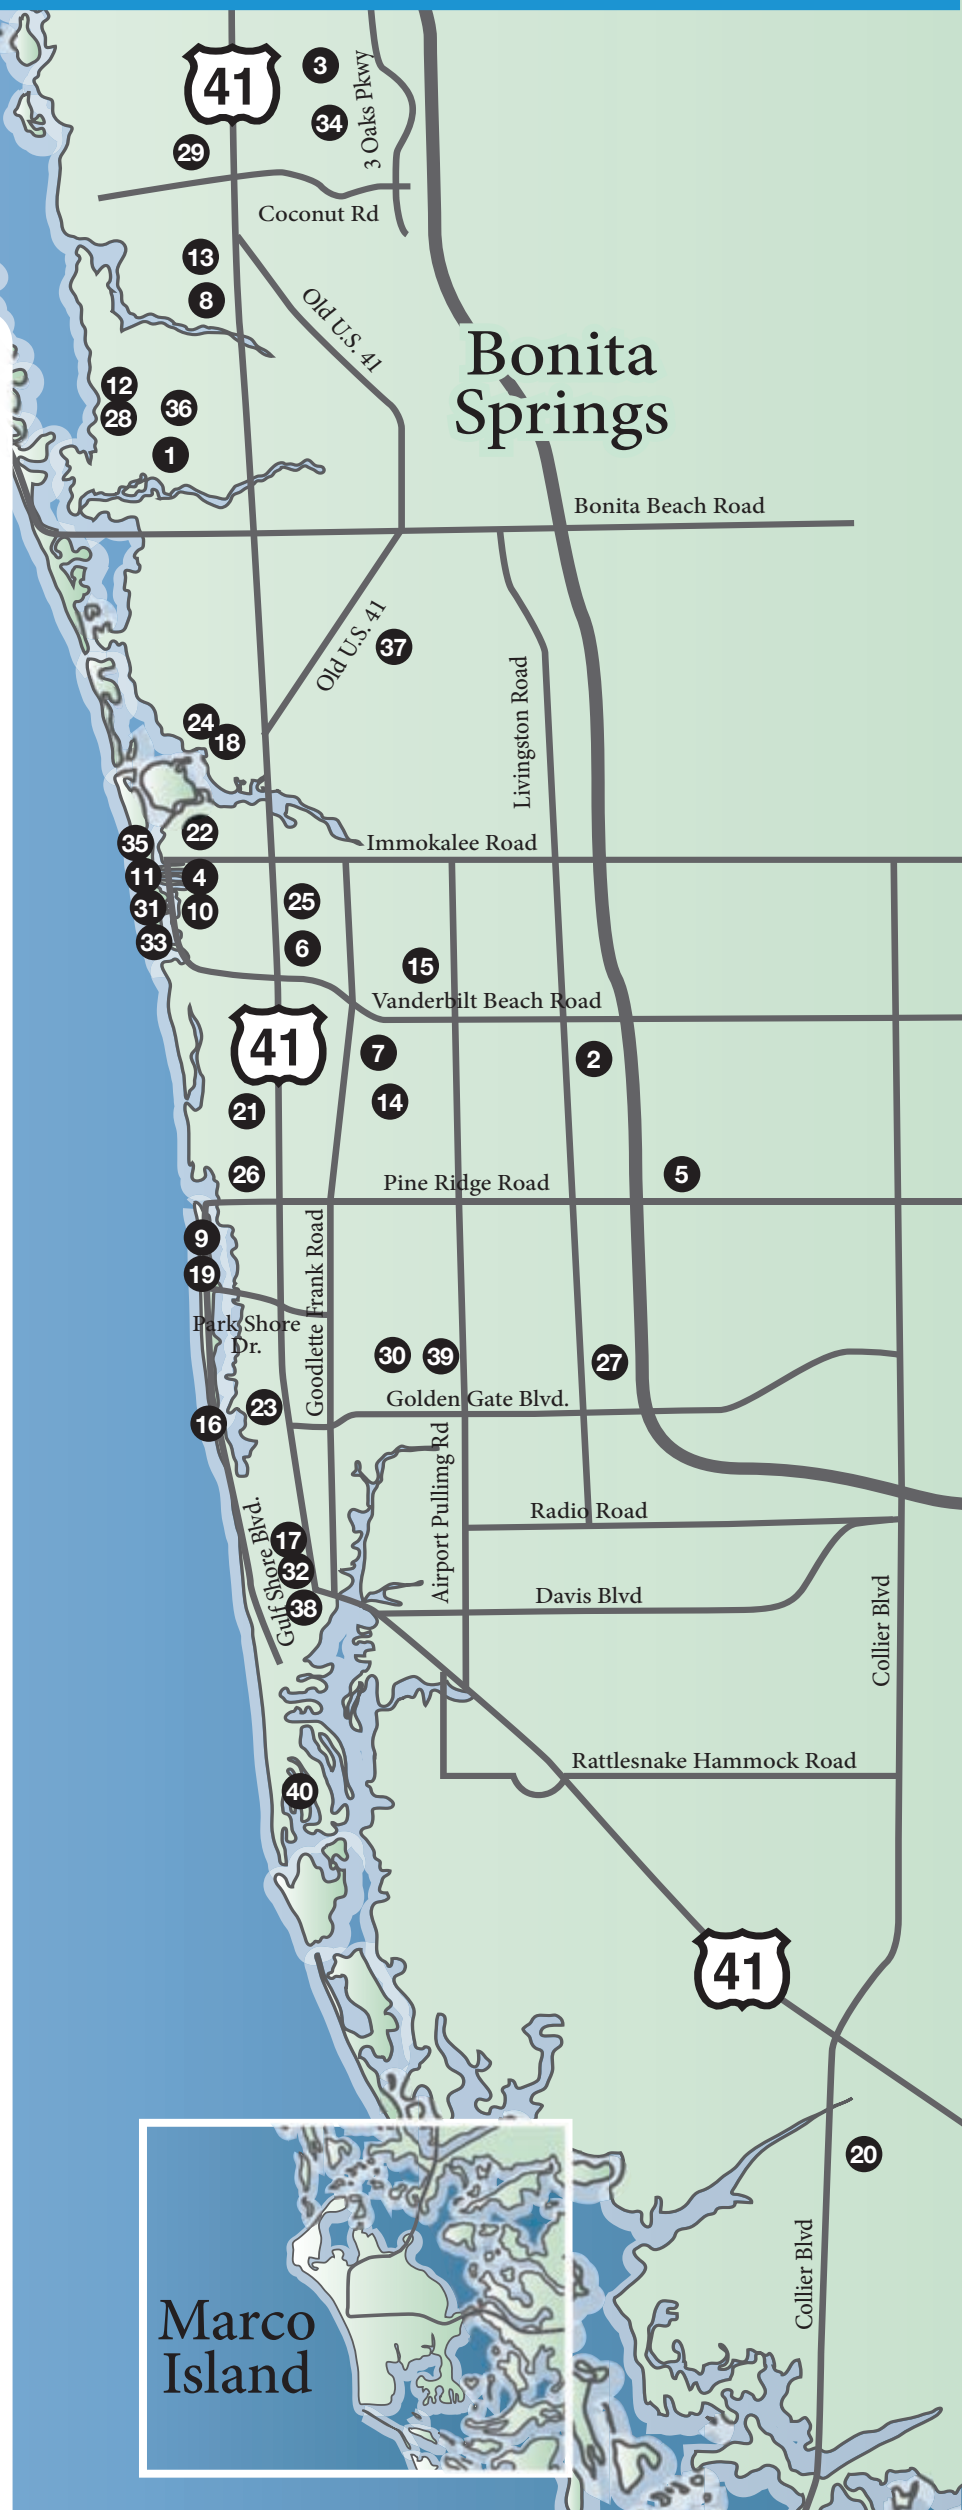 41
3
3 Oaks Pkwy
34
29
Coconut Rd
13
8
Old U.S. 41
Bonita
Springs
12
36
28
1
Bonita Beach Road
Old U.S. 41
37
Livingston Road
24
18
22
35
Immokalee Road
11
4
25
31
10
33
6
15
Vanderbilt Beach Road
41
7
2
14
21
26
Pine Ridge Road
5
9
Goodlette Frank Road
19
Park Shore
Dr.
30
39
27
Golden Gate Blvd.
23
16
Airport Pulling Rd
Gulf Shore Blvd.
Radio Road
17
32
Davis Blvd
38
Collier Blvd
Rattlesnake Hammock Road
40
41
20
Collier Blvd
Marco
Island